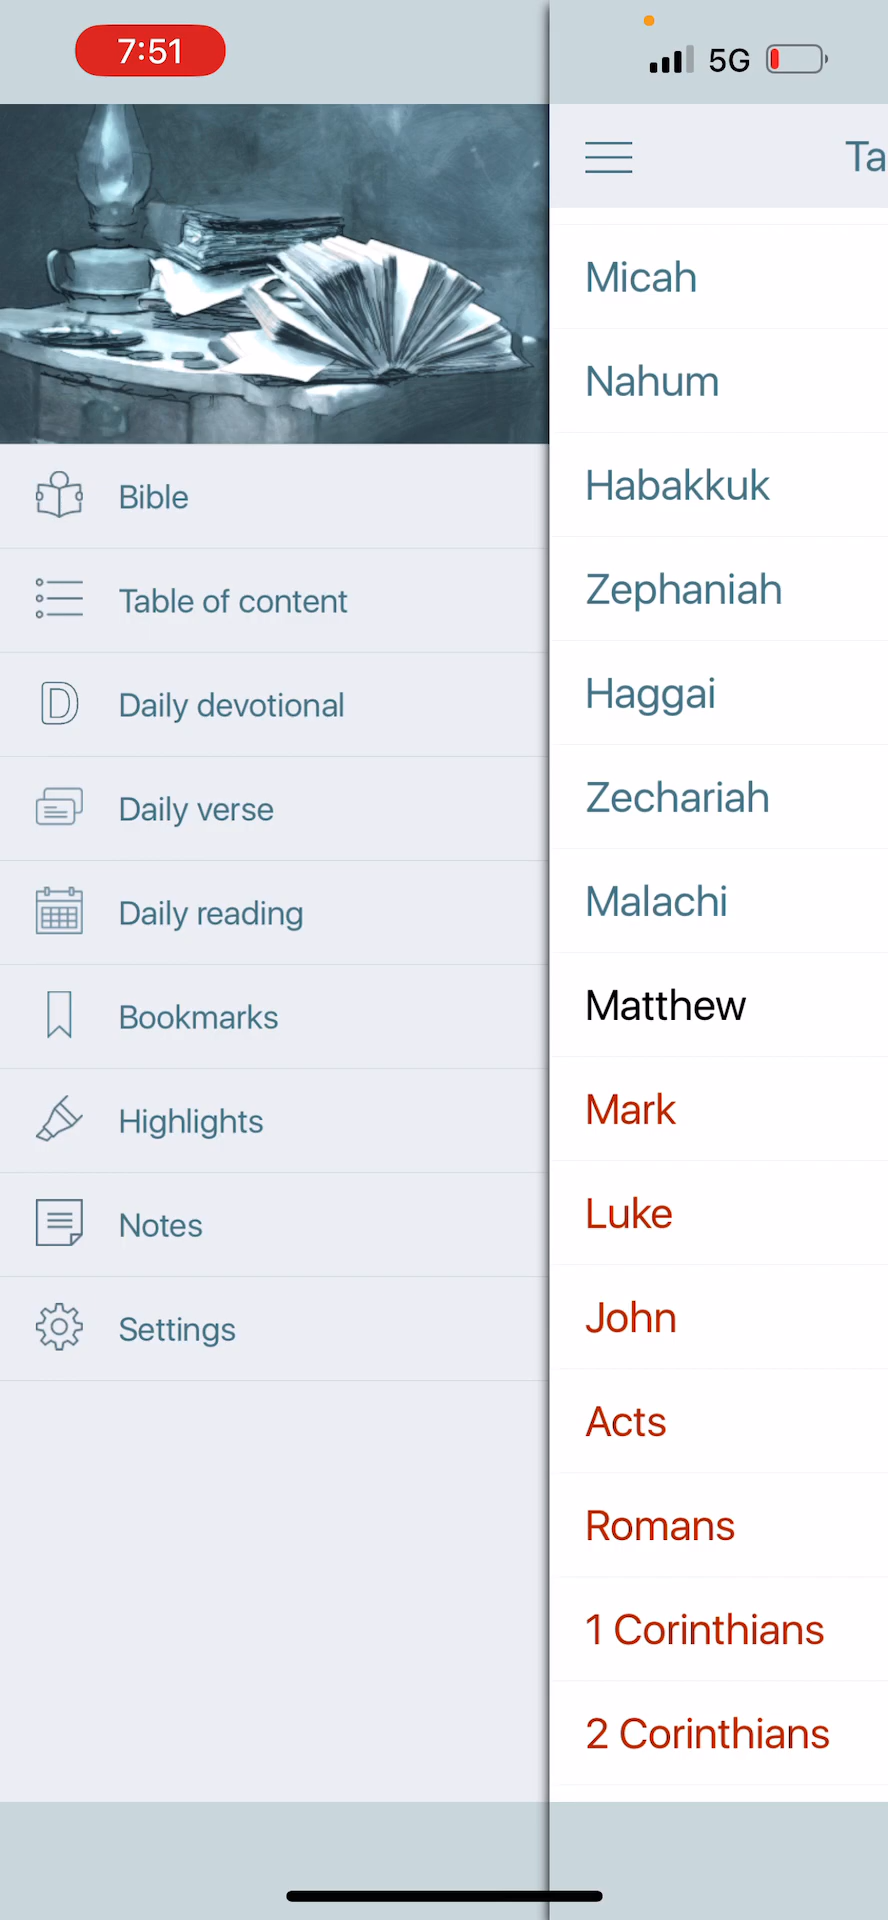 7:51
5G
Ta
Bible
Table of content
Daily devotional
Daily verse
Daily reading
Bookmarks
Highlights
Notes
Settings
Micah
Nahum
Habakkuk
Zephaniah
Haggai
Zechariah
Malachi
Matthew
Mark
Luke
John
Acts
Romans
1 Corinthians
2 Corinthians